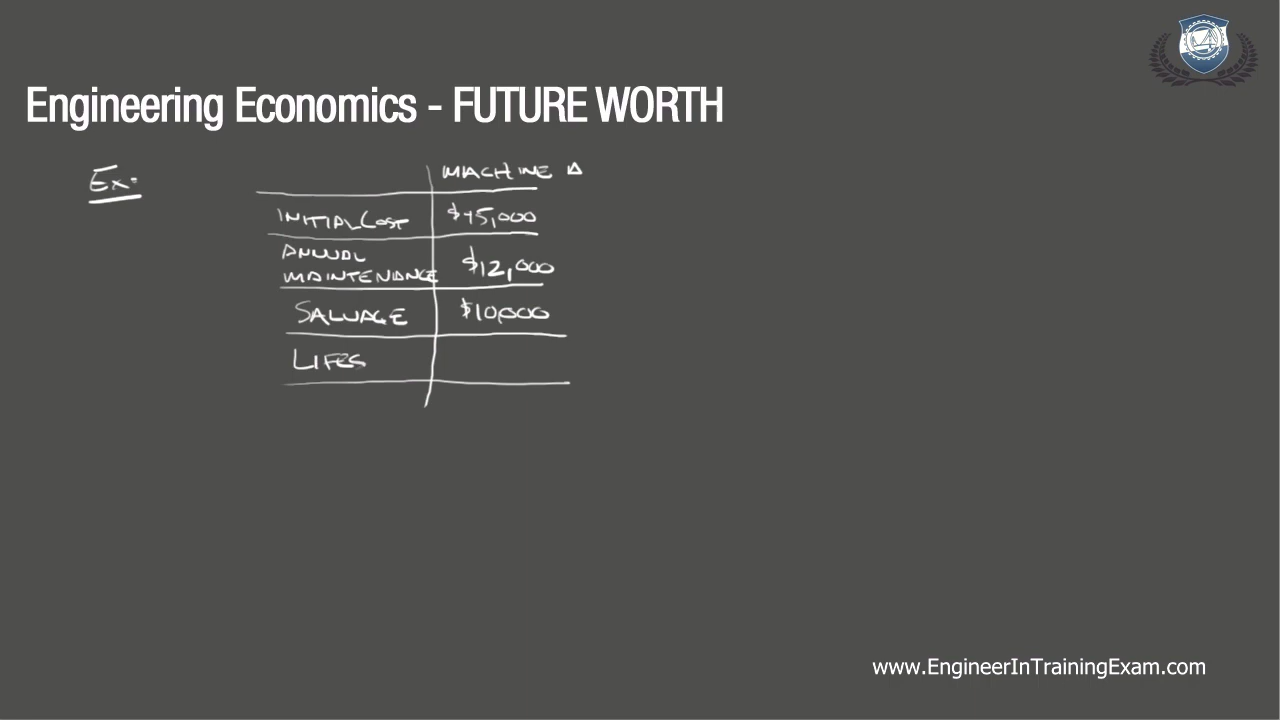 Engineering Economics - FUTURE WORTH
Ex:
MACHINE A
INITIAL COST $45,000
ANNUAL
MAINTENANCE $12,000
SALVAGE $10,000
LIFES
www.EngineerInTrainingExam.com